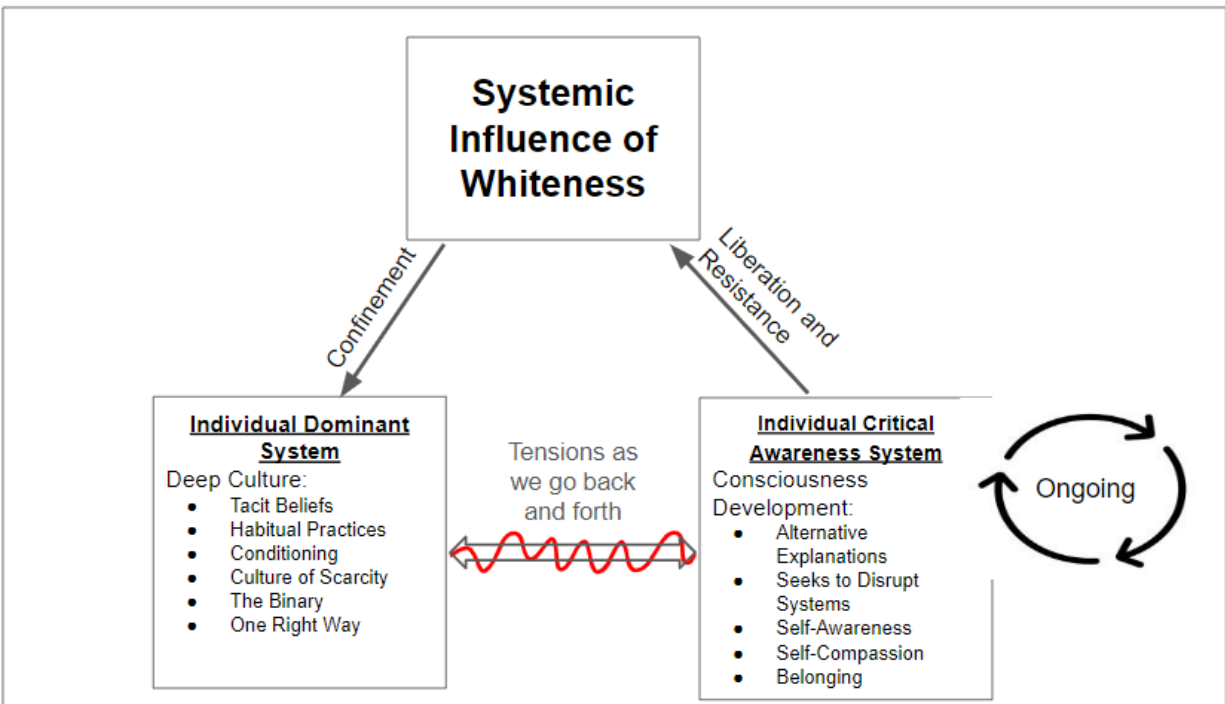 Systemic
Influence of
Whiteness
Confinement
Liberation and
Resistance
Individual Dominant
System
Deep Culture:
● Tacit Beliefs
● Habitual Practices
● Conditioning
● Culture of Scarcity
● The Binary
● One Right Way
Tensions as
we go back
and forth
Individual Critical
Awareness System
Consciousness
Development:
● Alternative
Explanations
● Seeks to Disrupt
Systems
● Self-Awareness
● Self-Compassion
● Belonging
Ongoing